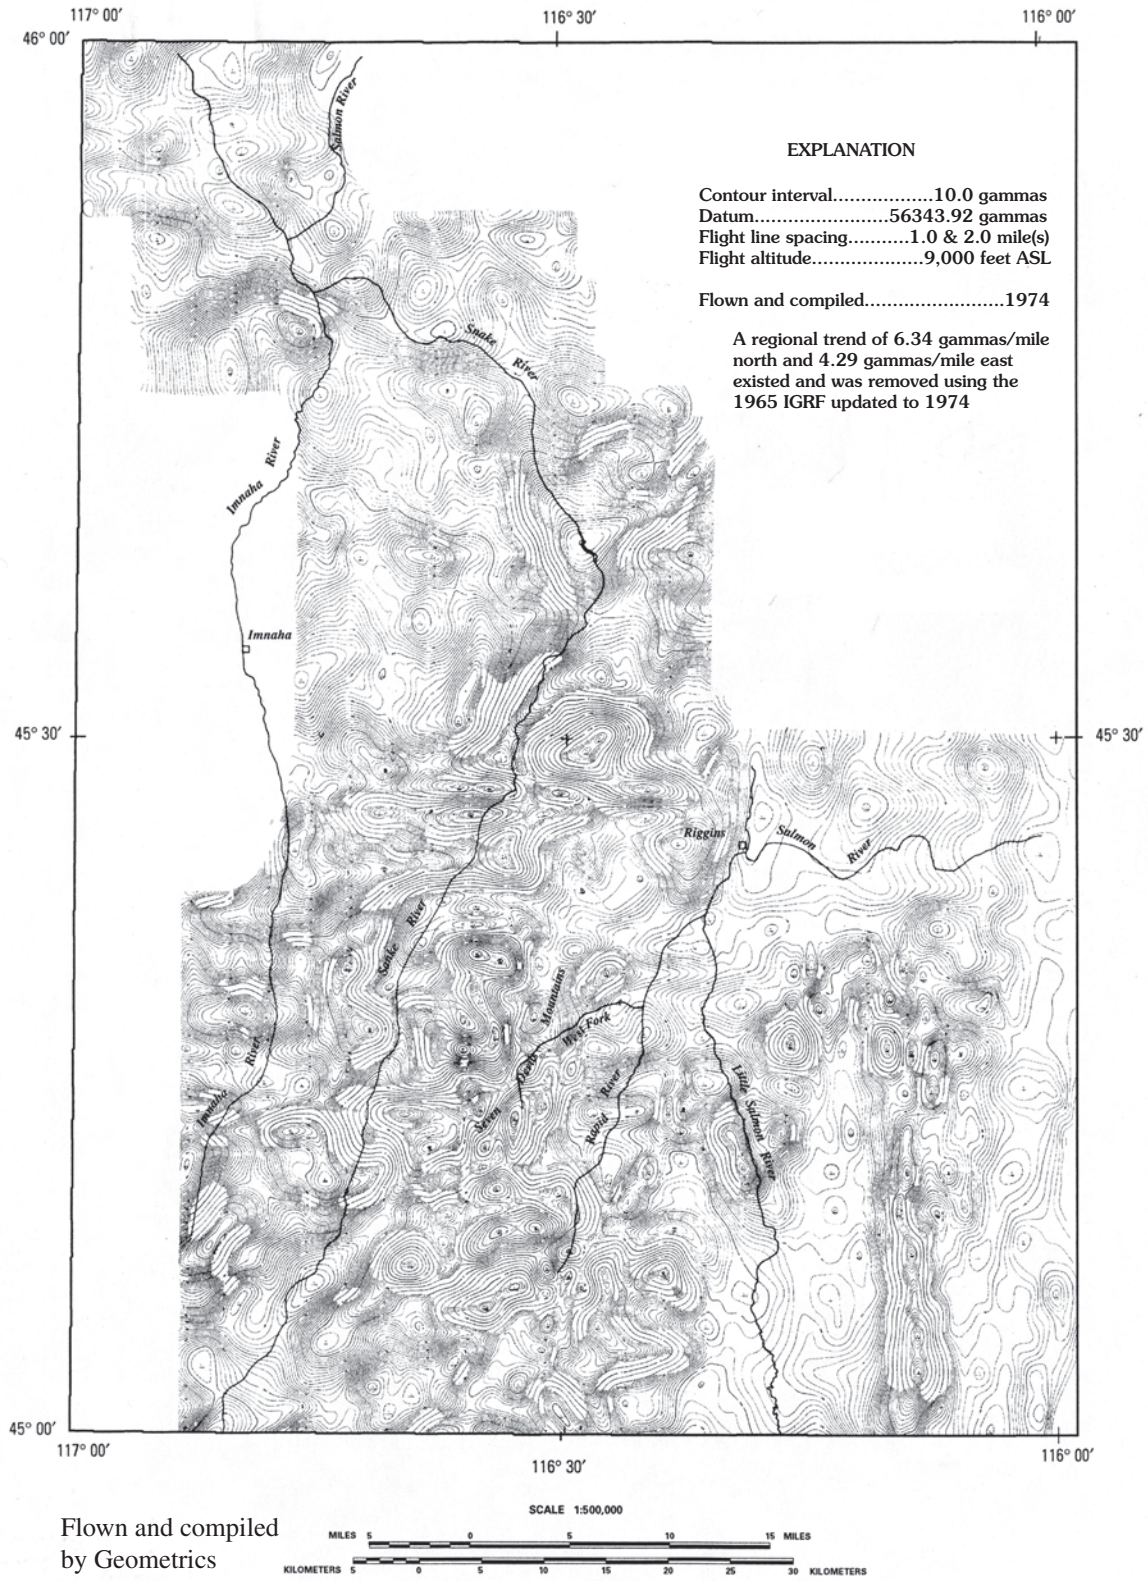 117° 00′
116° 30′
116° 00′
46° 00′
Salmon River
EXPLANATION
Contour interval..................10.0 gammas
Datum........................56343.92 gammas
Flight line spacing...........1.0 & 2.0 mile(s)
Flight altitude....................9,000 feet ASL
Flown and compiled.........................1974
A regional trend of 6.34 gammas/mile
north and 4.29 gammas/mile east
existed and was removed using the
1965 IGRF updated to 1974
Snake
River
Imnaha
River
Imnaha
45° 30′
45° 30′
Riggins
Salmon
River
Sanke
River
Seven
Devils
Mountains
West Fork
Rapid
River
Little Salmon River
Imnaha
River
45° 00′
117° 00′
116° 30′
116° 00′
Flown and compiled
by Geometrics
SCALE 1:500,000
MILES 5 0 5 10 15 MILES
KILOMETERS 5 0 5 10 15 20 25 30 KILOMETERS